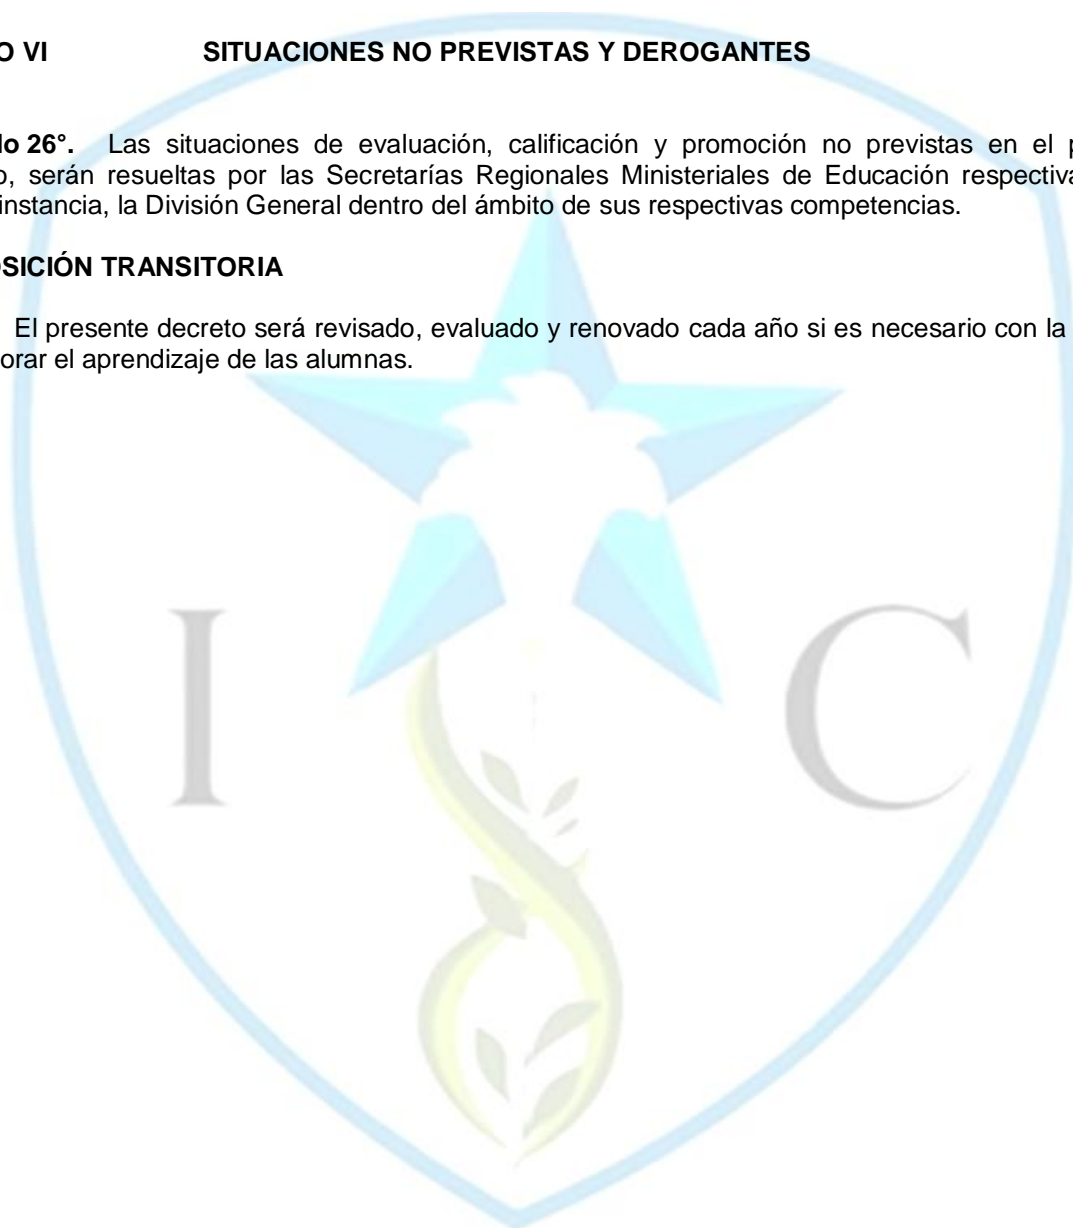 O VI SITUACIONES NO PREVISTAS Y DEROGANTES
lo 26°. Las situaciones de evaluación, calificación y promoción no previstas en el p
o, serán resueltas por las Secretarías Regionales Ministeriales de Educación respectiva
instancia, la División General dentro del ámbito de sus respectivas competencias.
OSICIÓN TRANSITORIA
El presente decreto será revisado, evaluado y renovado cada año si es necesario con la
orar el aprendizaje de las alumnas.
I C